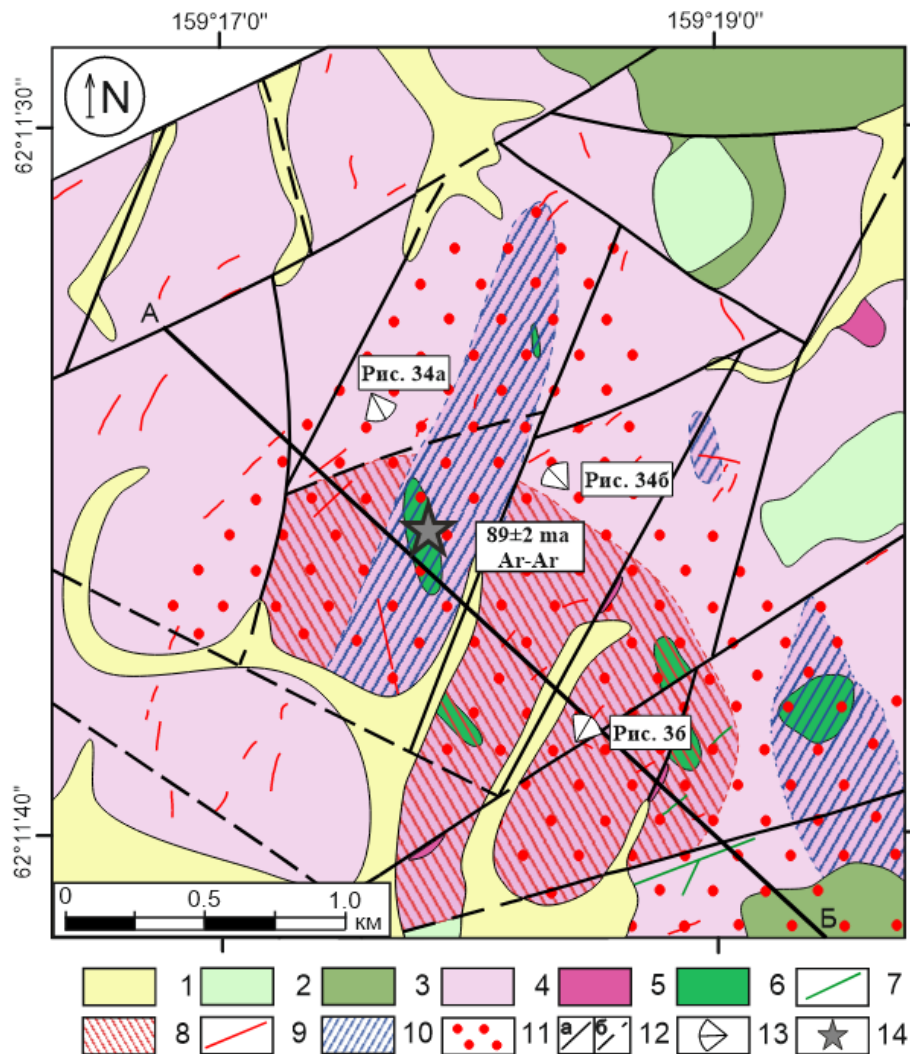 159°17'0" 159°19'0"
62°11'30"
N
А
Рис. 34а
Рис. 34б
89±2 ma
Ar-Ar
Рис. 36
62°11'40"
0 0.5 1.0
км
Б
1 2 3 4 5 6 7
8 9 10 11 а б 12 13 14